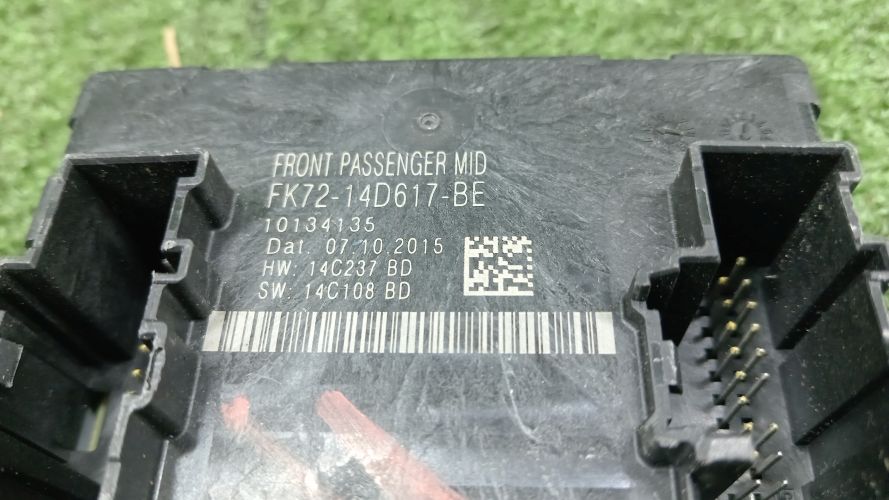 FRONT PASSENGER MID
FK72-14D617-BE
10134135
Dat. 07.10.2015
HW: 14C237 BD
SW: 14C108 BD